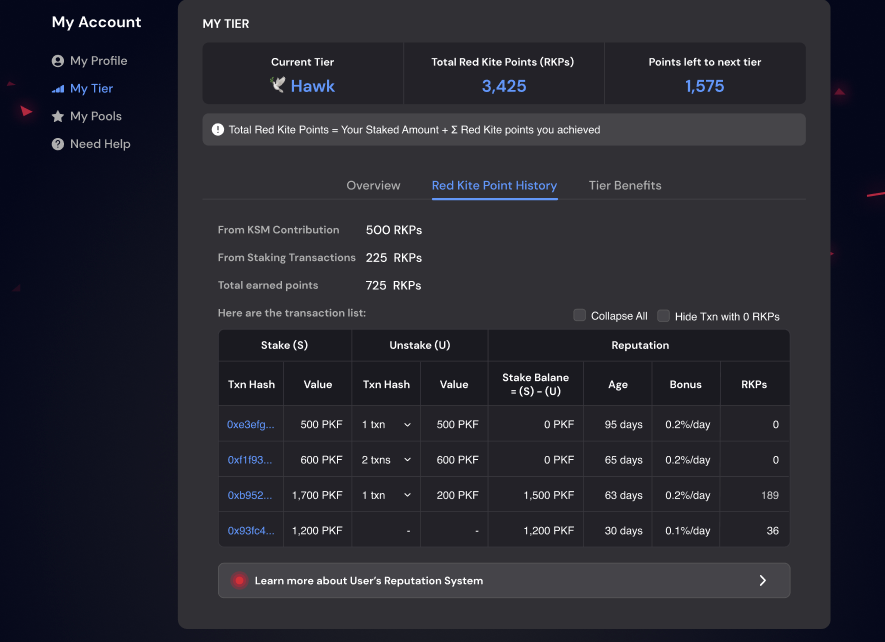 My Account
My Profile
My Tier
My Pools
Need Help
MY TIER
Current Tier
Hawk
Total Red Kite Points (RKPs)
3,425
Points left to next tier
1,575
Total Red Kite Points = Your Staked Amount + Σ Red Kite points you achieved
Overview Red Kite Point History Tier Benefits
From KSM Contribution 500 RKPs
From Staking Transactions 225 RKPs
Total earned points 725 RKPs
Here are the transaction list:
Collapse All Hide Txn with 0 RKPs
Stake (S) Unstake (U) Reputation
Txn Hash Value Txn Hash Value Stake Balane = (S) - (U) Age Bonus RKPs
0xe3efg... 500 PKF 1 txn 500 PKF 0 PKF 95 days 0.2%/day 0
0xf1f93... 600 PKF 2 txns 600 PKF 0 PKF 65 days 0.2%/day 0
0xb952... 1,700 PKF 1 txn 200 PKF 1,500 PKF 63 days 0.2%/day 189
0x93fc4... 1,200 PKF - - 1,200 PKF 30 days 0.1%/day 36
Learn more about User's Reputation System